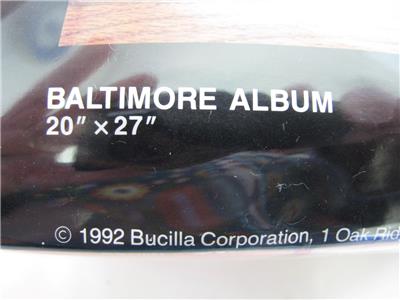 BALTIMORE ALBUM
20" × 27"
© 1992 Bucilla Corporation, 1 Oak